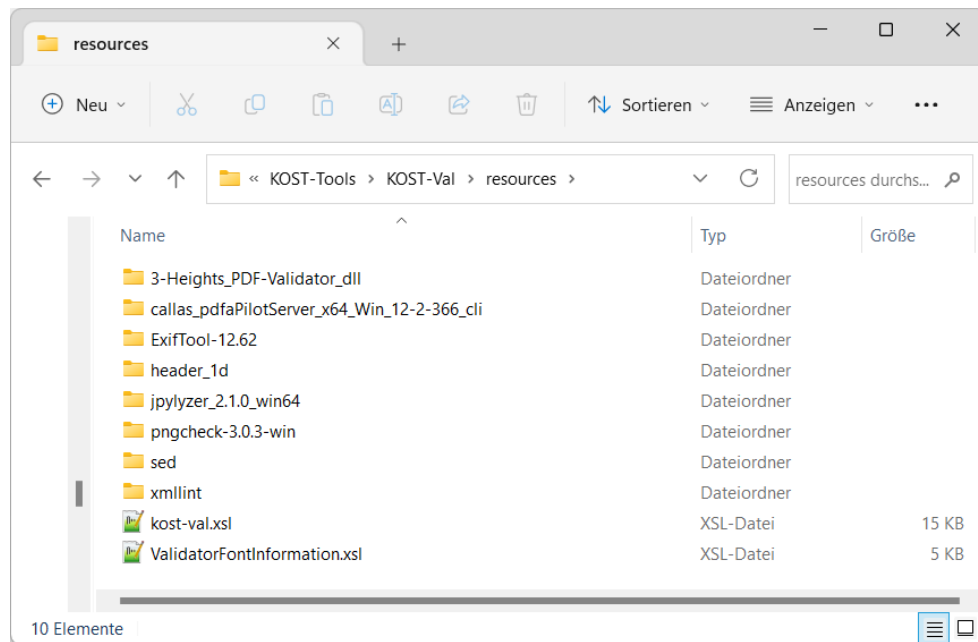 resources
Neu
Sortieren
Anzeigen
« KOST-Tools > KOST-Val > resources >
resources durchs...
Name Typ Größe
3-Heights_PDF-Validator_dll Dateiordner
callas_pdfaPilotServer_x64_Win_12-2-366_cli Dateiordner
ExifTool-12.62 Dateiordner
header_1d Dateiordner
jpylyzer_2.1.0_win64 Dateiordner
pngcheck-3.0.3-win Dateiordner
sed Dateiordner
xmllint Dateiordner
kost-val.xsl XSL-Datei 15 KB
ValidatorFontInformation.xsl XSL-Datei 5 KB
10 Elemente